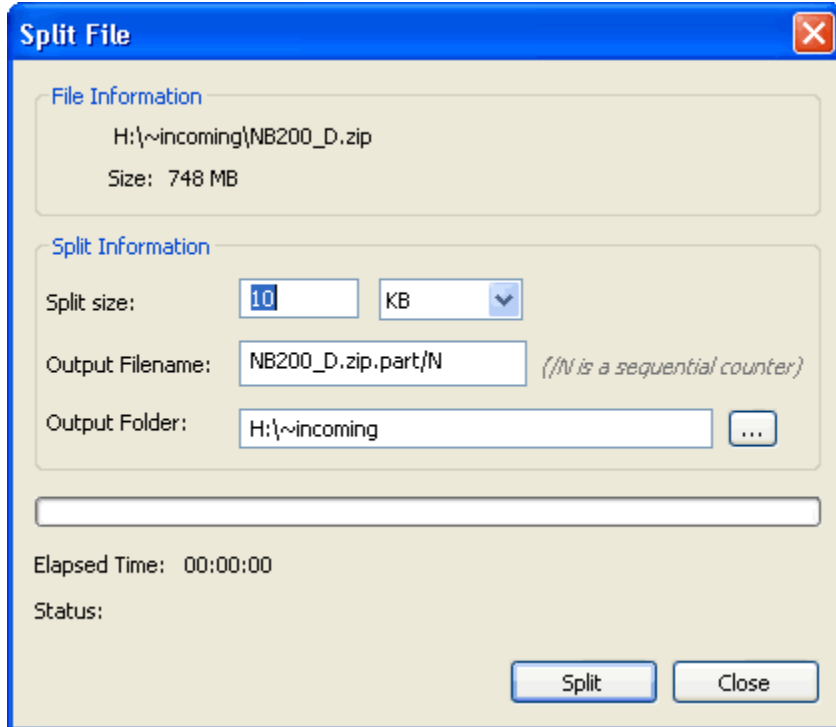 Split File
File Information
H:\~incoming\NB200_D.zip
Size: 748 MB
Split Information
Split size: 10 KB
Output Filename: NB200_D.zip.part/N (/N is a sequential counter)
Output Folder: H:\~incoming ...
Elapsed Time: 00:00:00
Status:
Split Close